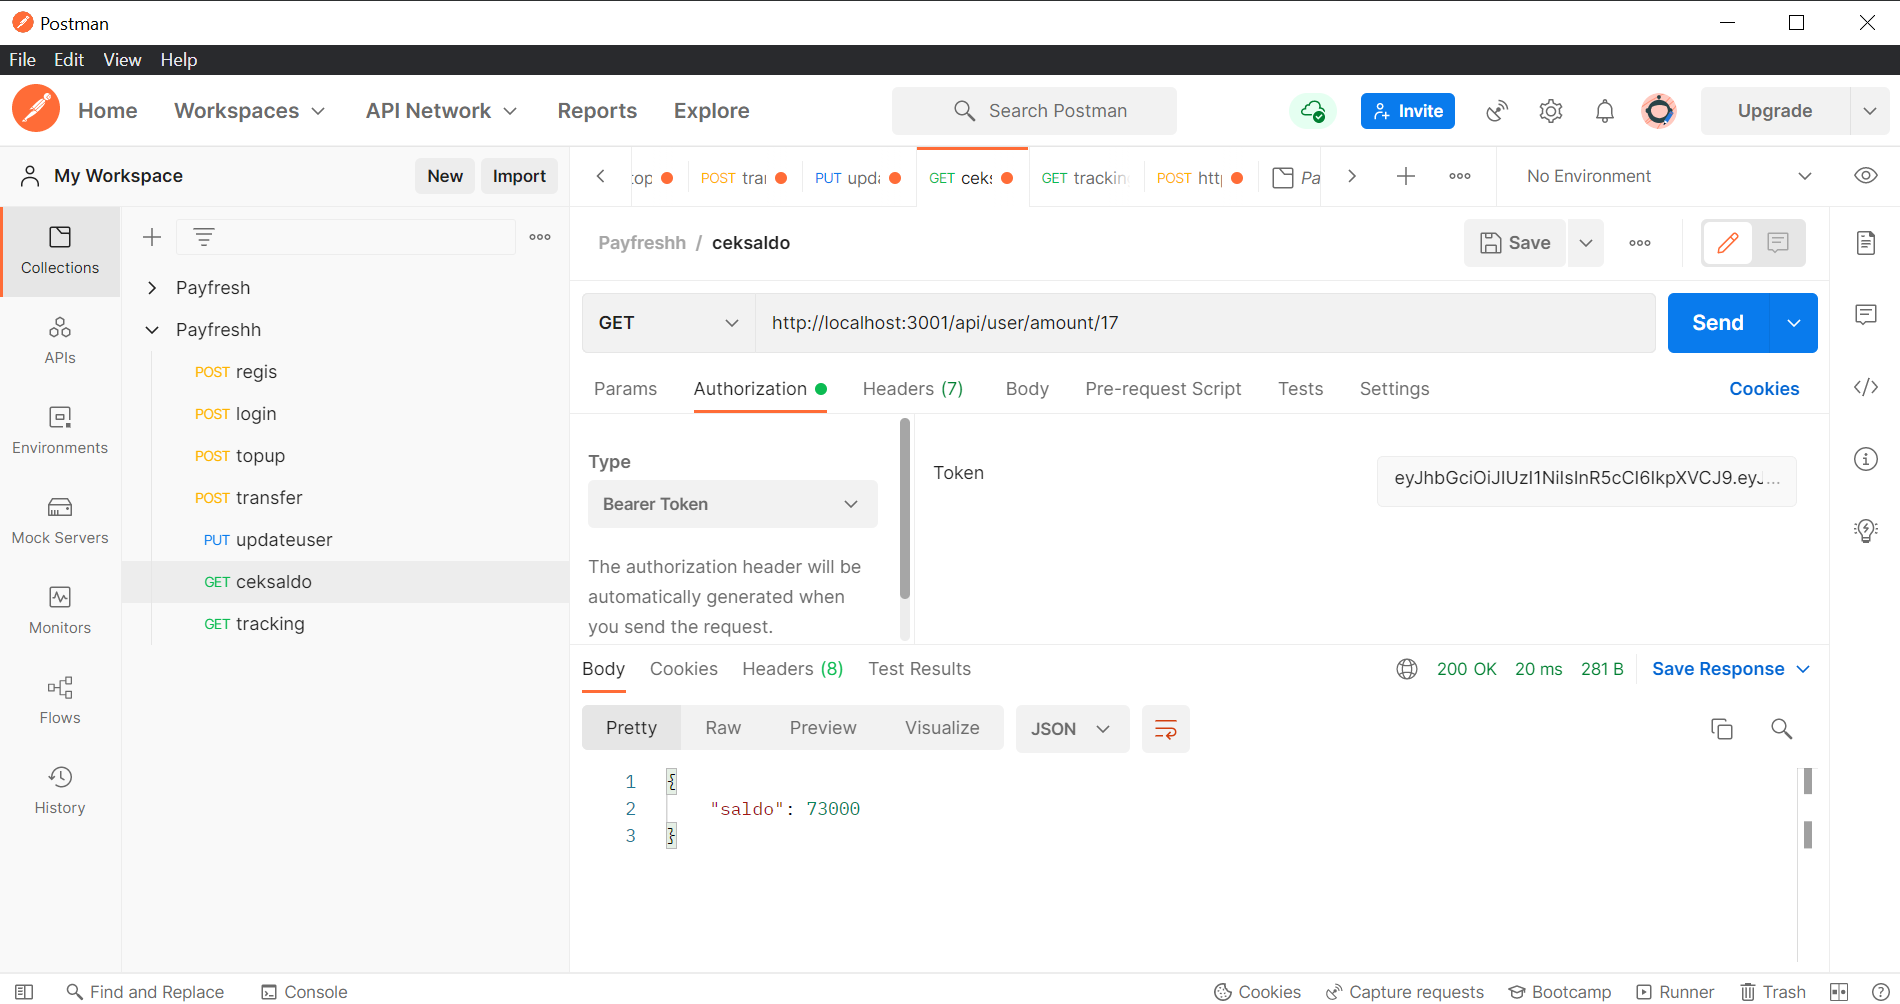 Postman
File Edit View Help
Home Workspaces API Network Reports Explore Search Postman Invite Upgrade
My Workspace New Import
top POST tra PUT upda GET ceks GET trackin POST htt Pa No Environment
Collections
APIs
Environments
Mock Servers
Monitors
Flows
History
Payfresh
Payfreshh
POST regis
POST login
POST topup
POST transfer
PUT updateuser
GET ceksaldo
GET tracking
Payfreshh / ceksaldo Save
GET http://localhost:3001/api/user/amount/17 Send
Params Authorization Headers (7) Body Pre-request Script Tests Settings Cookies
Type
Bearer Token
The authorization header will be
automatically generated when
you send the request.
Token eyJhbGciOiJIUzI1NiIsInR5cCI6IkpXVCJ9.eyJ...
Body Cookies Headers (8) Test Results 200 OK 20 ms 281 B Save Response
Pretty Raw Preview Visualize JSON
1 {
2 "saldo": 73000
3 }
Find and Replace Console Cookies Capture requests Bootcamp Runner Trash